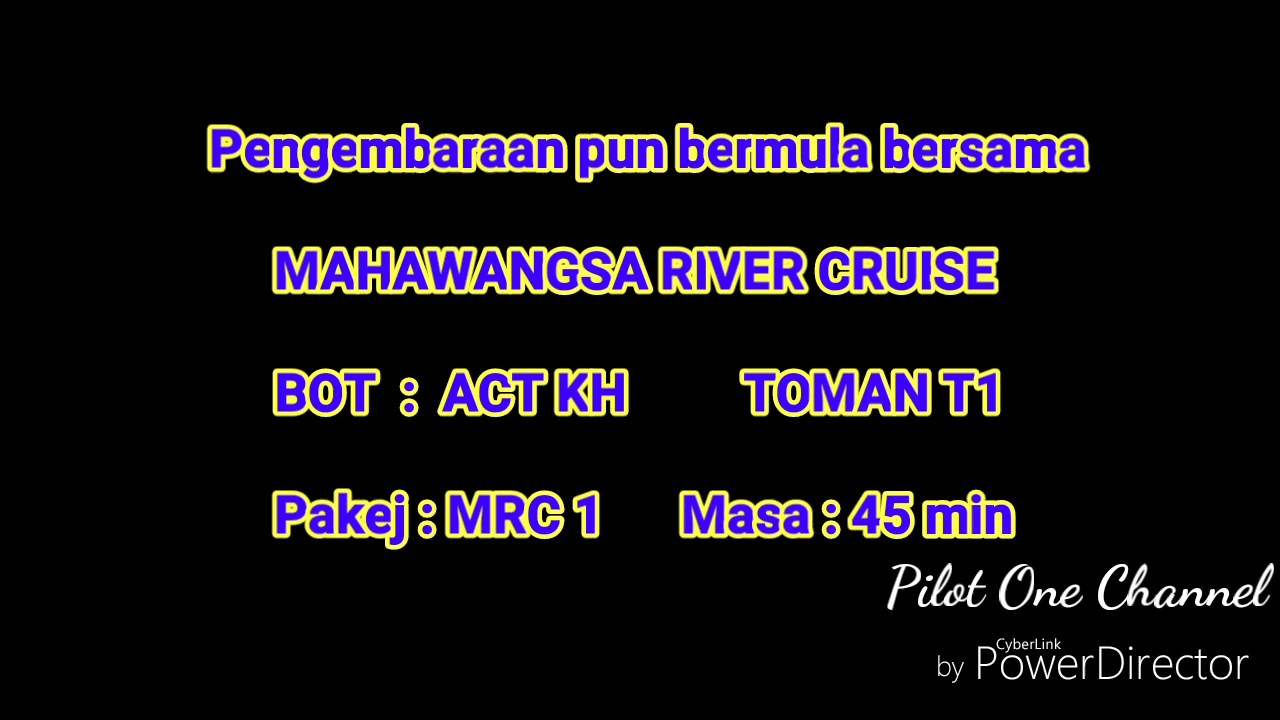 Pengembaraan pun bermula bersama
MAHAWANGSA RIVER CRUISE
BOT : ACT KH TOMAN T1
Pakej : MRC 1 Masa : 45 min
Pilot One Channel
CyberLink
by PowerDirector